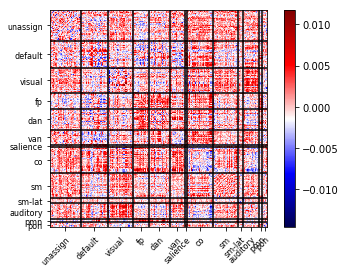 unassign
default
visual
fp
dan
van
salience
co
sm
sm-lat
auditory
pmn
pon
unassign
default
visual
fp
dan
van
salience
co
sm
sm-lat
auditory
0.010
0.005
0.000
−0.005
−0.010